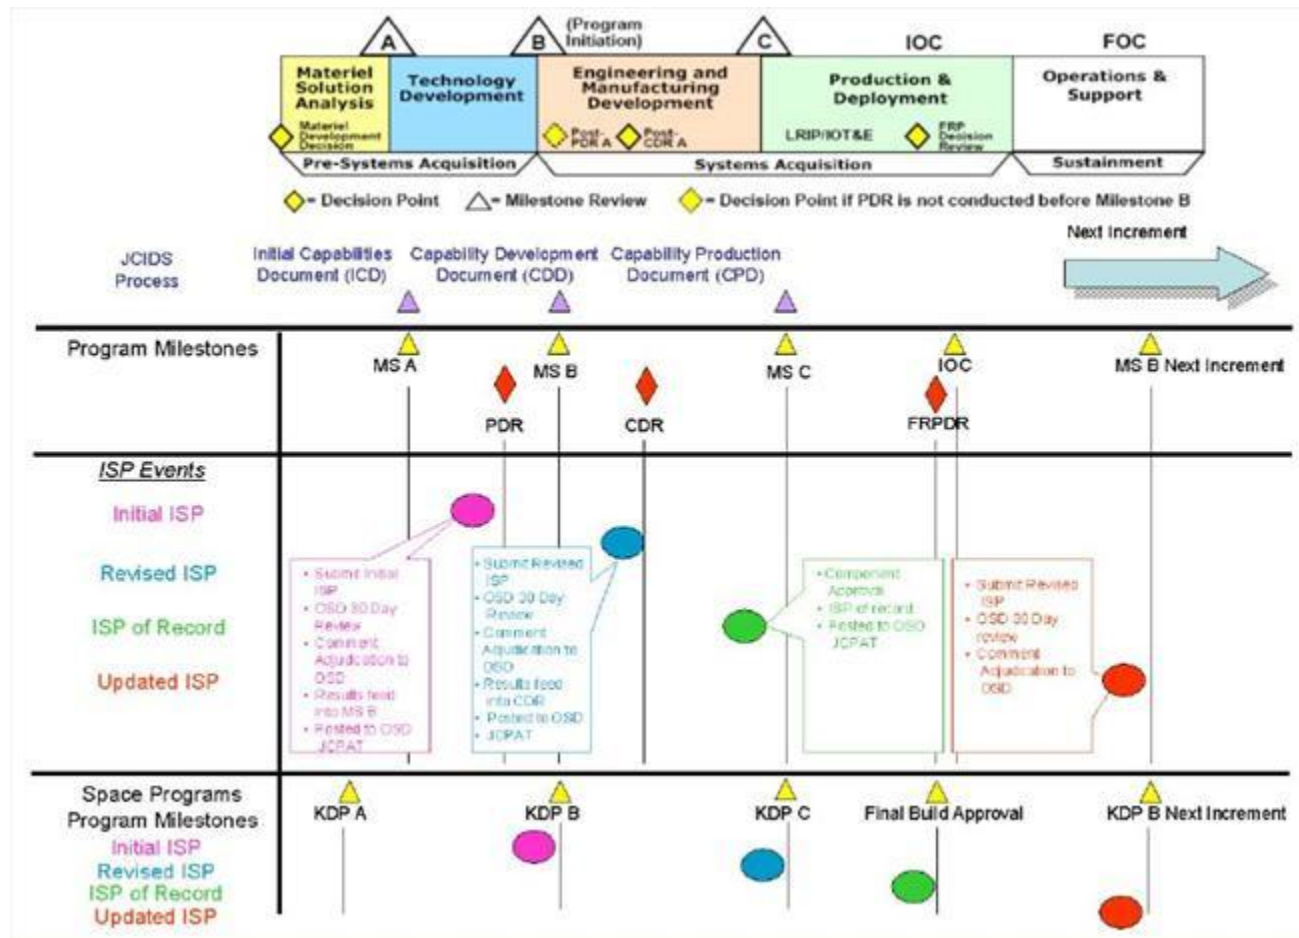 A
B
(Program
Initiation)
C
IOC
FOC
Materiel
Solution
Analysis
Technology
Development
Engineering and
Manufacturing
Development
Production &
Deployment
Operations &
Support
Materiel
Development
Decision
Post-
PDR A
Post-
CDR A
LRIP/IOT&E
FRP
Decision
Review
Pre-Systems Acquisition
Systems Acquisition
Sustainment
= Decision Point
= Milestone Review
= Decision Point if PDR is not conducted before Milestone B
JCIDS
Process
Initial Capabilities
Document (ICD)
Capability Development
Document (CDD)
Capability Production
Document (CPD)
Next Increment
Program Milestones
MS A
MS B
MS C
IOC
MS B Next Increment
PDR
CDR
FRPDR
ISP Events
Initial ISP
Revised ISP
ISP of Record
Updated ISP
• Submit Initial
ISP
• OSD 30 Day
Review
• Comment
Adjudication to
OSD
• Results feed
into MS B
• Posted to OSD
JCPAT
• Submit Revised
ISP
• OSD 30 Day
Review
• Comment
Adjudication to
OSD
• Results feed
into CDR
• Posted to OSD
• JCPAT
• Component
Approval
• ISP of record
• Posted to OSD
JCPAT
• Submit Revised
ISP
• OSD 30 Day
review
• Comment
Adjudication to
OSD
Space Programs
Program Milestones
KDP A
KDP B
KDP C
Final Build Approval
KDP B Next Increment
Initial ISP
Revised ISP
ISP of Record
Updated ISP